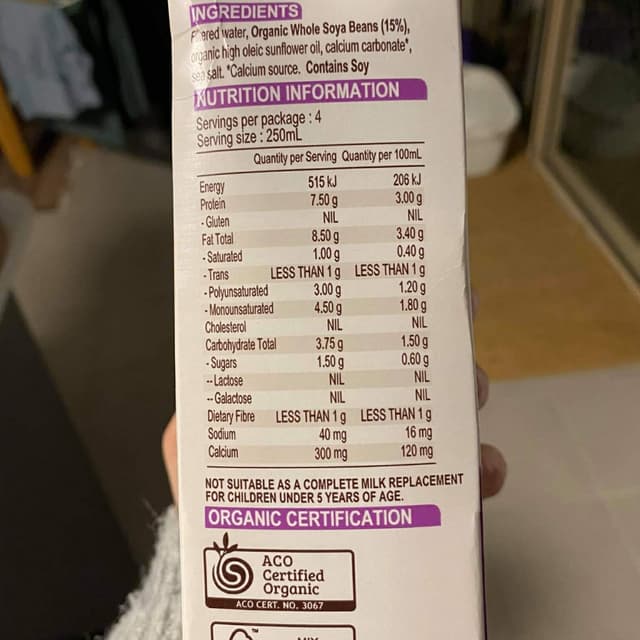 INGREDIENTS
Filtered water, Organic Whole Soya Beans (15%),
organic high oleic sunflower oil, calcium carbonate*,
sea salt. *Calcium source. Contains Soy
NUTRITION INFORMATION
Servings per package : 4
Serving size : 250mL
Quantity per Serving Quantity per 100mL
Energy 515 kJ 206 kJ
Protein 7.50 g 3.00 g
- Gluten NIL NIL
Fat Total 8.50 g 3.40 g
- Saturated 1.00 g 0.40 g
- Trans LESS THAN 1 g LESS THAN 1 g
- Polyunsaturated 3.00 g 1.20 g
- Monounsaturated 4.50 g 1.80 g
Cholesterol NIL NIL
Carbohydrate Total 3.75 g 1.50 g
- Sugars 1.50 g 0.60 g
-- Lactose NIL NIL
-- Galactose NIL NIL
Dietary Fibre LESS THAN 1 g LESS THAN 1 g
Sodium 40 mg 16 mg
Calcium 300 mg 120 mg
NOT SUITABLE AS A COMPLETE MILK REPLACEMENT
FOR CHILDREN UNDER 5 YEARS OF AGE.
ORGANIC CERTIFICATION
ACO
Certified
Organic
ACO CERT. NO. 3067